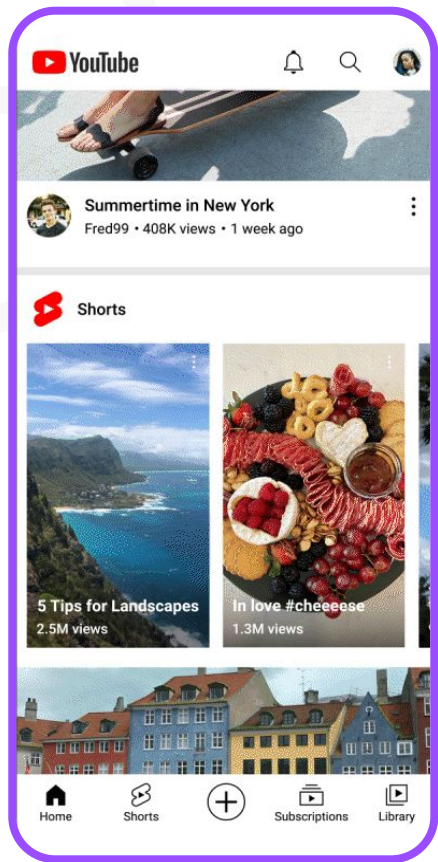 YouTube
Summertime in New York
Fred99 • 408K views • 1 week ago
Shorts
5 Tips for Landscapes
2.5M views
In love #cheeeese
1.3M views
Home
Shorts
Subscriptions
Library